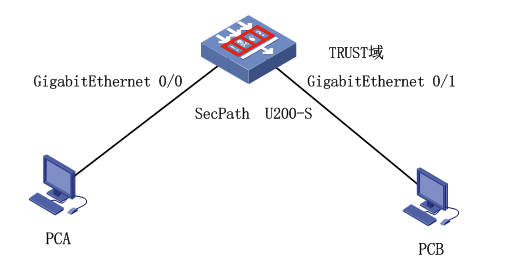 TRUST域
GigabitEthernet 0/0
GigabitEthernet 0/1
SecPath U200-S
PCA
PCB